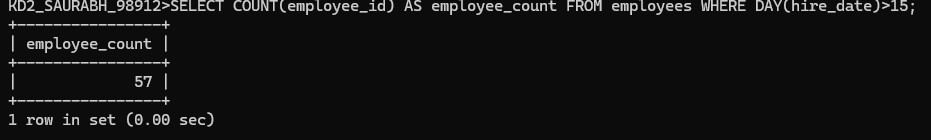 KD2_SAURABH_98912>SELECT COUNT(employee_id) AS employee_count FROM employees WHERE DAY(hire_date)>15;
+----------------+
| employee_count |
+----------------+
|             57 |
+----------------+
1 row in set (0.00 sec)